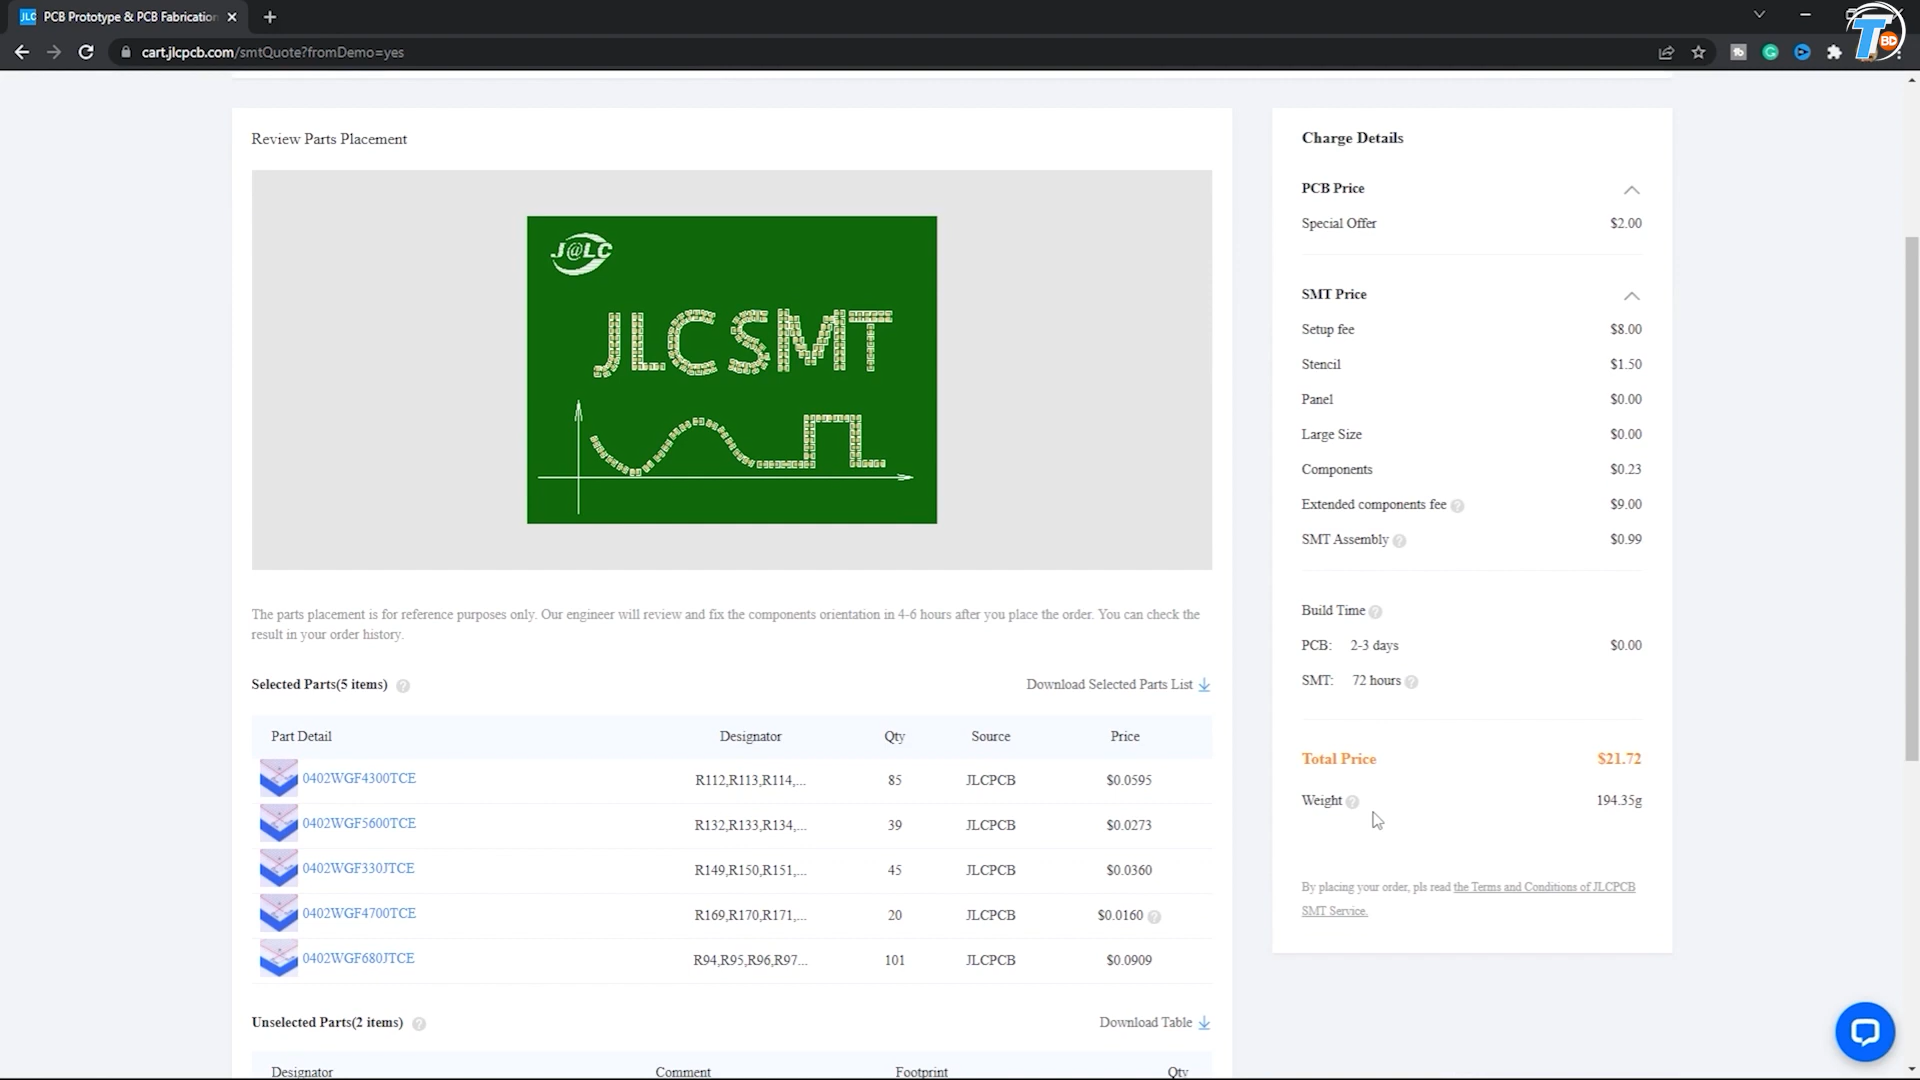 JLC PCB Prototype & PCB Fabrication
cart.jlcpcb.com/smtQuote?fromDemo=yes
T BD
Review Parts Placement
J@LC
JLCSMT
The parts placement is for reference purposes only. Our engineer will review and fix the components orientation in 4-6 hours after you place the order. You can check the
result in your order history.
Selected Parts(5 items) ?
Download Selected Parts List
Part Detail Designator Qty Source Price
0402WGF4300TCE R112,R113,R114,... 85 JLCPCB $0.0595
0402WGF5600TCE R132,R133,R134,... 39 JLCPCB $0.0273
0402WGF330JTCE R149,R150,R151,... 45 JLCPCB $0.0360
0402WGF4700TCE R169,R170,R171,... 20 JLCPCB $0.0160 ?
0402WGF680JTCE R94,R95,R96,R97... 101 JLCPCB $0.0909
Unselected Parts(2 items) ?
Download Table
Designator Comment Footprint Qty
Charge Details
PCB Price
Special Offer $2.00
SMT Price
Setup fee $8.00
Stencil $1.50
Panel $0.00
Large Size $0.00
Components $0.23
Extended components fee ? $9.00
SMT Assembly ? $0.99
Build Time ?
PCB: 2-3 days $0.00
SMT: 72 hours ?
Total Price $21.72
Weight ? 194.35g
By placing your order, pls read the Terms and Conditions of JLCPCB
SMT Service.